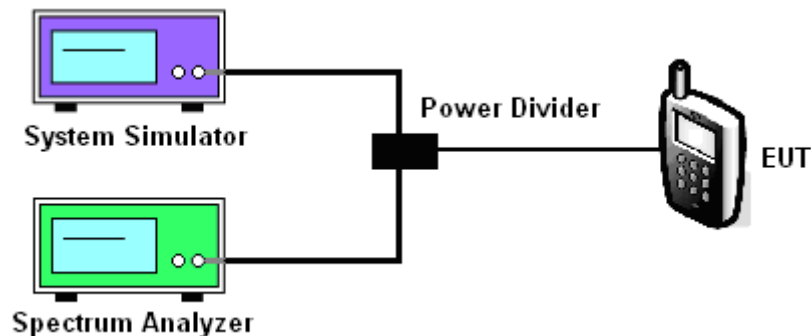 System Simulator
Power Divider
EUT
Spectrum Analyzer